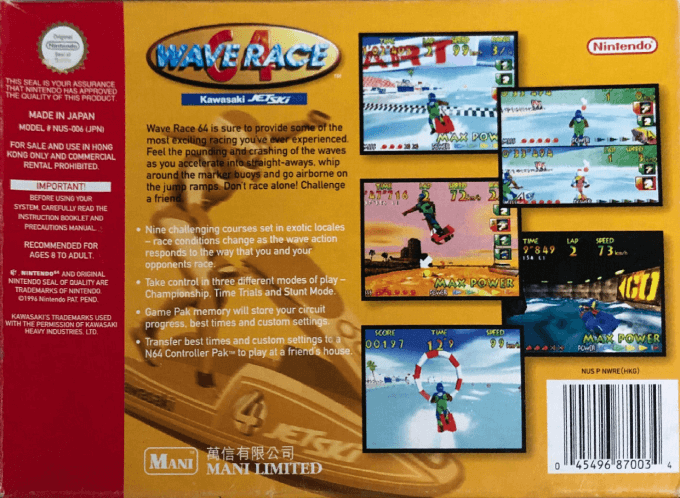 Original
Nintendo
Seal of
THIS SEAL IS YOUR ASSURANCE
THAT NINTENDO HAS APPROVED
THE QUALITY OF THIS PRODUCT.
MADE IN JAPAN
MODEL # NUS-006 (JPN)
FOR SALE AND USE IN HONG
KONG ONLY AND COMMERCIAL
RENTAL PROHIBITED.
IMPORTANT!
BEFORE USING YOUR
SYSTEM, CAREFULLY READ THE
INSTRUCTION BOOKLET AND
PRECAUTIONS MANUAL.
RECOMMENDED FOR
AGES 8 TO ADULT.
NINTENDO AND ORIGINAL
NINTENDO SEAL OF QUALITY ARE
TRADEMARKS OF NINTENDO.
©1996 Nintendo PAT. PEND.
KAWASAKI'S TRADEMARKS USED
WITH THE PERMISSION OF KAWASAKI
HEAVY INDUSTRIES, LTD.
WAVE RACE
64
TM
Kawasaki JET SKI
Wave Race 64 is sure to provide some of the
most exciting racing you've ever experienced.
Feel the pounding and crashing of the waves
as you accelerate into straight-aways, whip
around the marker buoys and go airborne on
the jump ramps. Don't race alone! Challenge
a friend.
• Nine challenging courses set in exotic locales
– race conditions change as the wave action
responds to the way that you and your
opponents race.
• Take control in three different modes of play –
Championship, Time Trials and Stunt Mode.
• Game Pak memory will store your circuit
progress, best times and custom settings.
• Transfer best times and custom settings to a
N64 Controller Pak™ to play at a friend's house.
4
JET SKI
MANI
萬信有限公司
MANI LIMITED
Nintendo
MAX POW
MAX POWER
TIME LAP SPEED
9"849 2 73
MAX POWER
POWER
SCORE TIME SPEED
00197 12"9 99
NUS P NWRE(HKG)
0 45496 87003 4